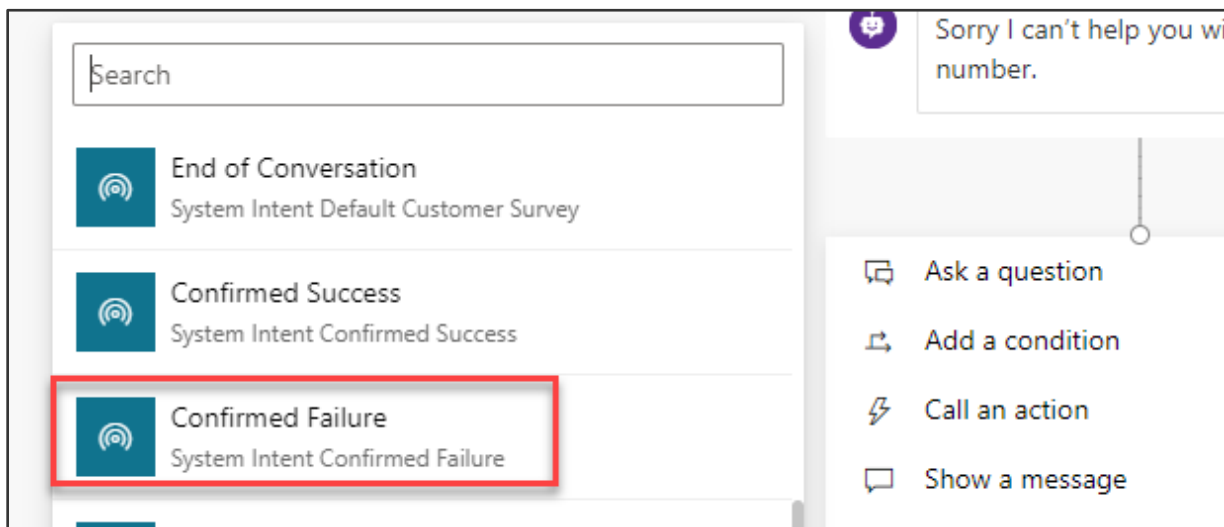 Search
End of Conversation
System Intent Default Customer Survey
Confirmed Success
System Intent Confirmed Success
Confirmed Failure
System Intent Confirmed Failure
Sorry I can’t help you
number.
Ask a question
Add a condition
Call an action
Show a message